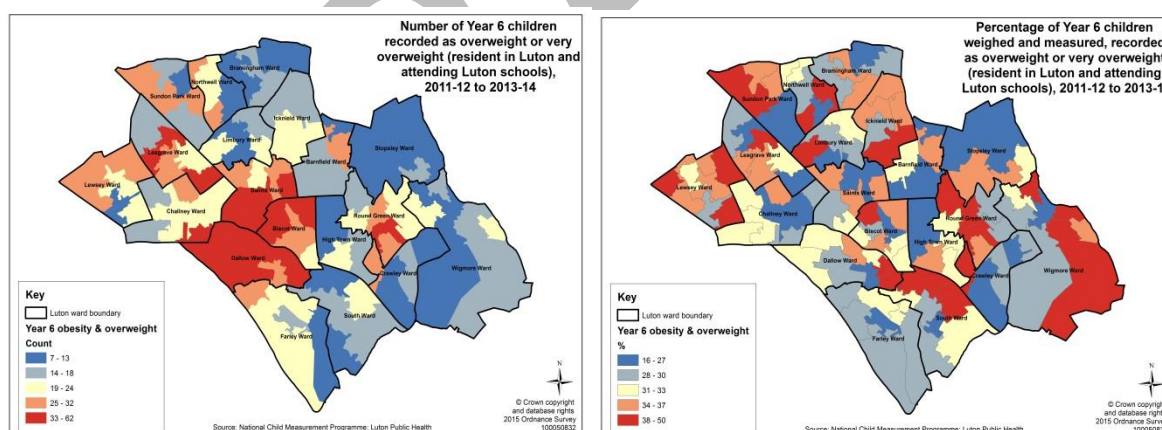 Number of Year 6 children
recorded as overweight or very
overweight (resident in Luton and
attending Luton schools),
2011-12 to 2013-14
Bramingham Ward
Northwell Ward
Sundon Park Ward
Icknield Ward
Limbury Ward
Stopsley Ward
Leagrave Ward
Barnfield Ward
Lewsey Ward
Saints Ward
Challney Ward
Round Green Ward
Biscot Ward
High Town Ward
Dallow Ward
Crawley Ward
Wigmore Ward
South Ward
Farley Ward
Key
Luton ward boundary
Year 6 obesity & overweight
Count
7 - 13
14 - 18
19 - 24
25 - 32
33 - 62
N
© Crown copyright
and database rights
2015 Ordnance Survey
100050832
Source: National Child Measurement Programme: Luton Public Health
Percentage of Year 6 children
weighed and measured, recorded
as overweight or very overweight
(resident in Luton and attending
Luton schools), 2011-12 to 2013-1
Bramingham Ward
Northwell Ward
Sundon Park Ward
Icknield Ward
Limbury Ward
Stopsley Ward
Leagrave Ward
Barnfield Ward
Lewsey Ward
Saints Ward
Challney Ward
Round Green Ward
Biscot Ward
High Town Ward
Dallow Ward
Crawley Ward
Wigmore Ward
South Ward
Farley Ward
Key
Luton ward boundary
Year 6 obesity & overweight
%
16 - 27
28 - 30
31 - 33
34 - 37
38 - 50
N
© Crown copyright
and database rights
2015 Ordnance Survey
100050832
Source: National Child Measurement Programme: Luton Public Health